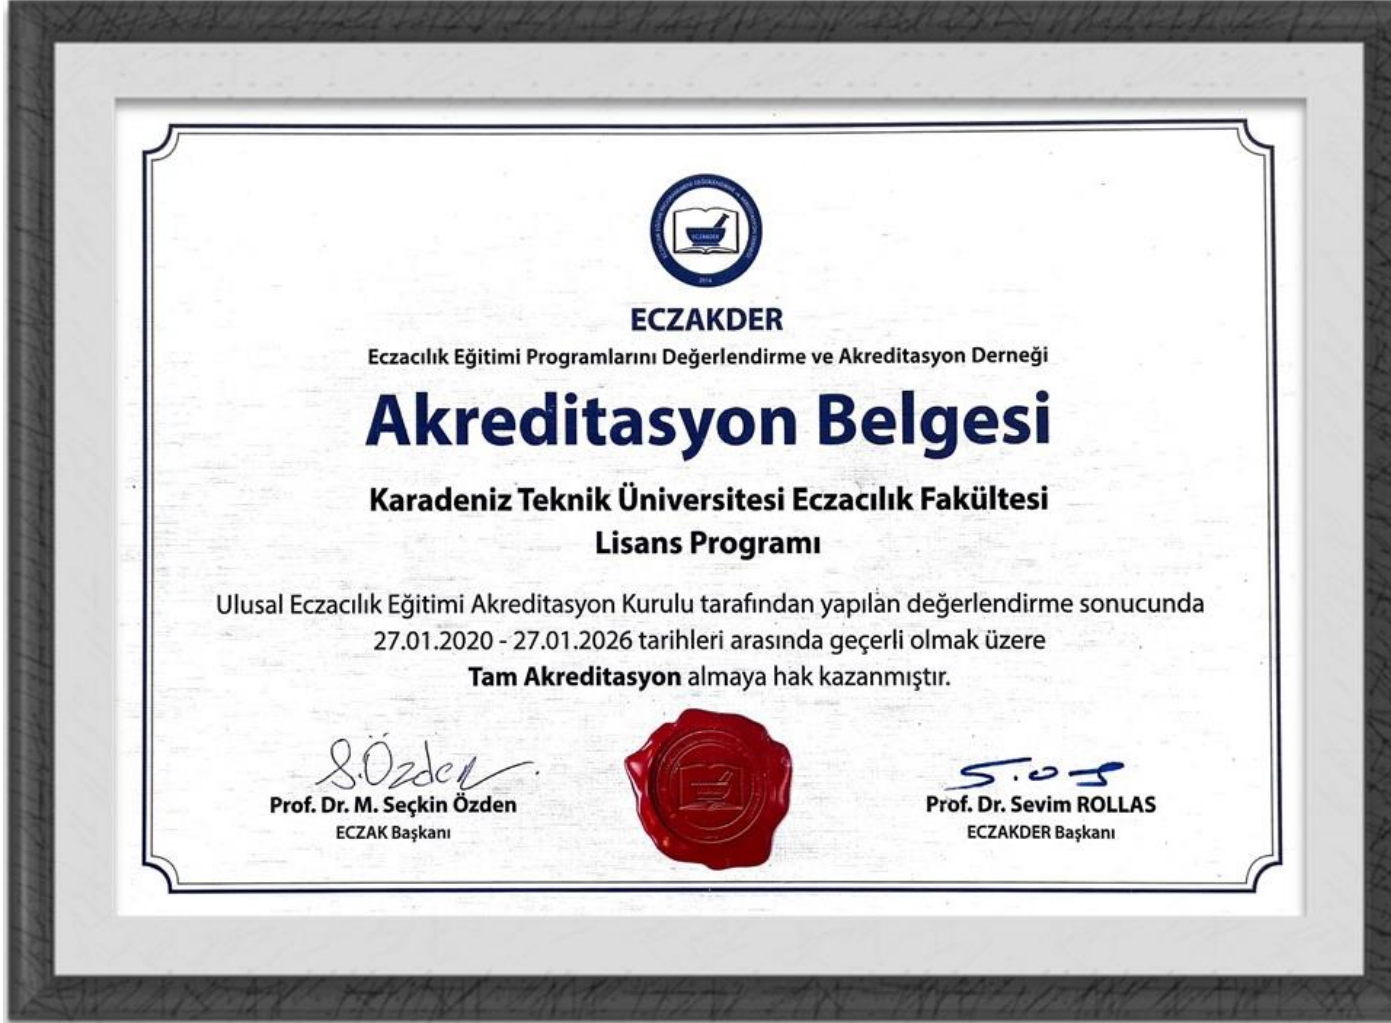 ECZAKDER
2014
ECZAKDER
Eczacılık Eğitimi Programlarını Değerlendirme ve Akreditasyon Derneği
Akreditasyon Belgesi
Karadeniz Teknik Üniversitesi Eczacılık Fakültesi
Lisans Programı
Ulusal Eczacılık Eğitimi Akreditasyon Kurulu tarafından yapılan değerlendirme sonucunda
27.01.2020 - 27.01.2026 tarihleri arasında geçerli olmak üzere
Tam Akreditasyon almaya hak kazanmıştır.
S.Özden
Prof. Dr. M. Seçkin Özden
ECZAK Başkanı
Prof. Dr. Sevim ROLLAS
ECZAKDER Başkanı